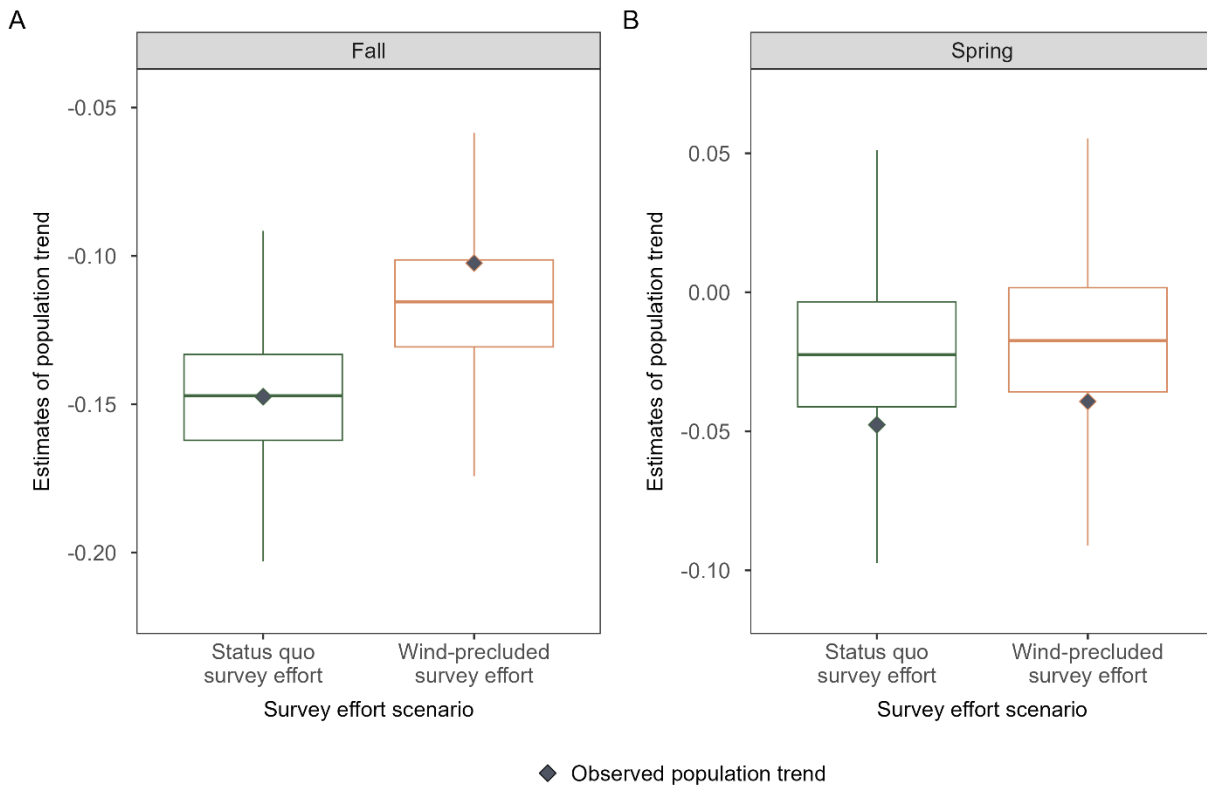 A
Fall
Estimates of population trend
-0.05
-0.10
-0.15
-0.20
Status quo
survey effort
Wind-precluded
survey effort
Survey effort scenario
B
Spring
Estimates of population trend
0.05
0.00
-0.05
-0.10
Status quo
survey effort
Wind-precluded
survey effort
Survey effort scenario
Observed population trend